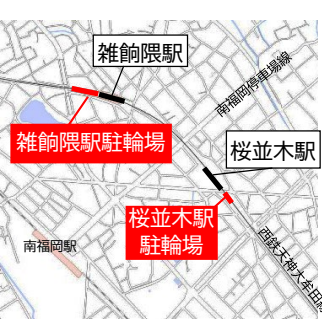 雑餉隈駅
南福岡停車場線
雑餉隈駅駐輪場
桜並木駅
桜並木駅
駐輪場
南福岡駅
西鉄天神大牟田線